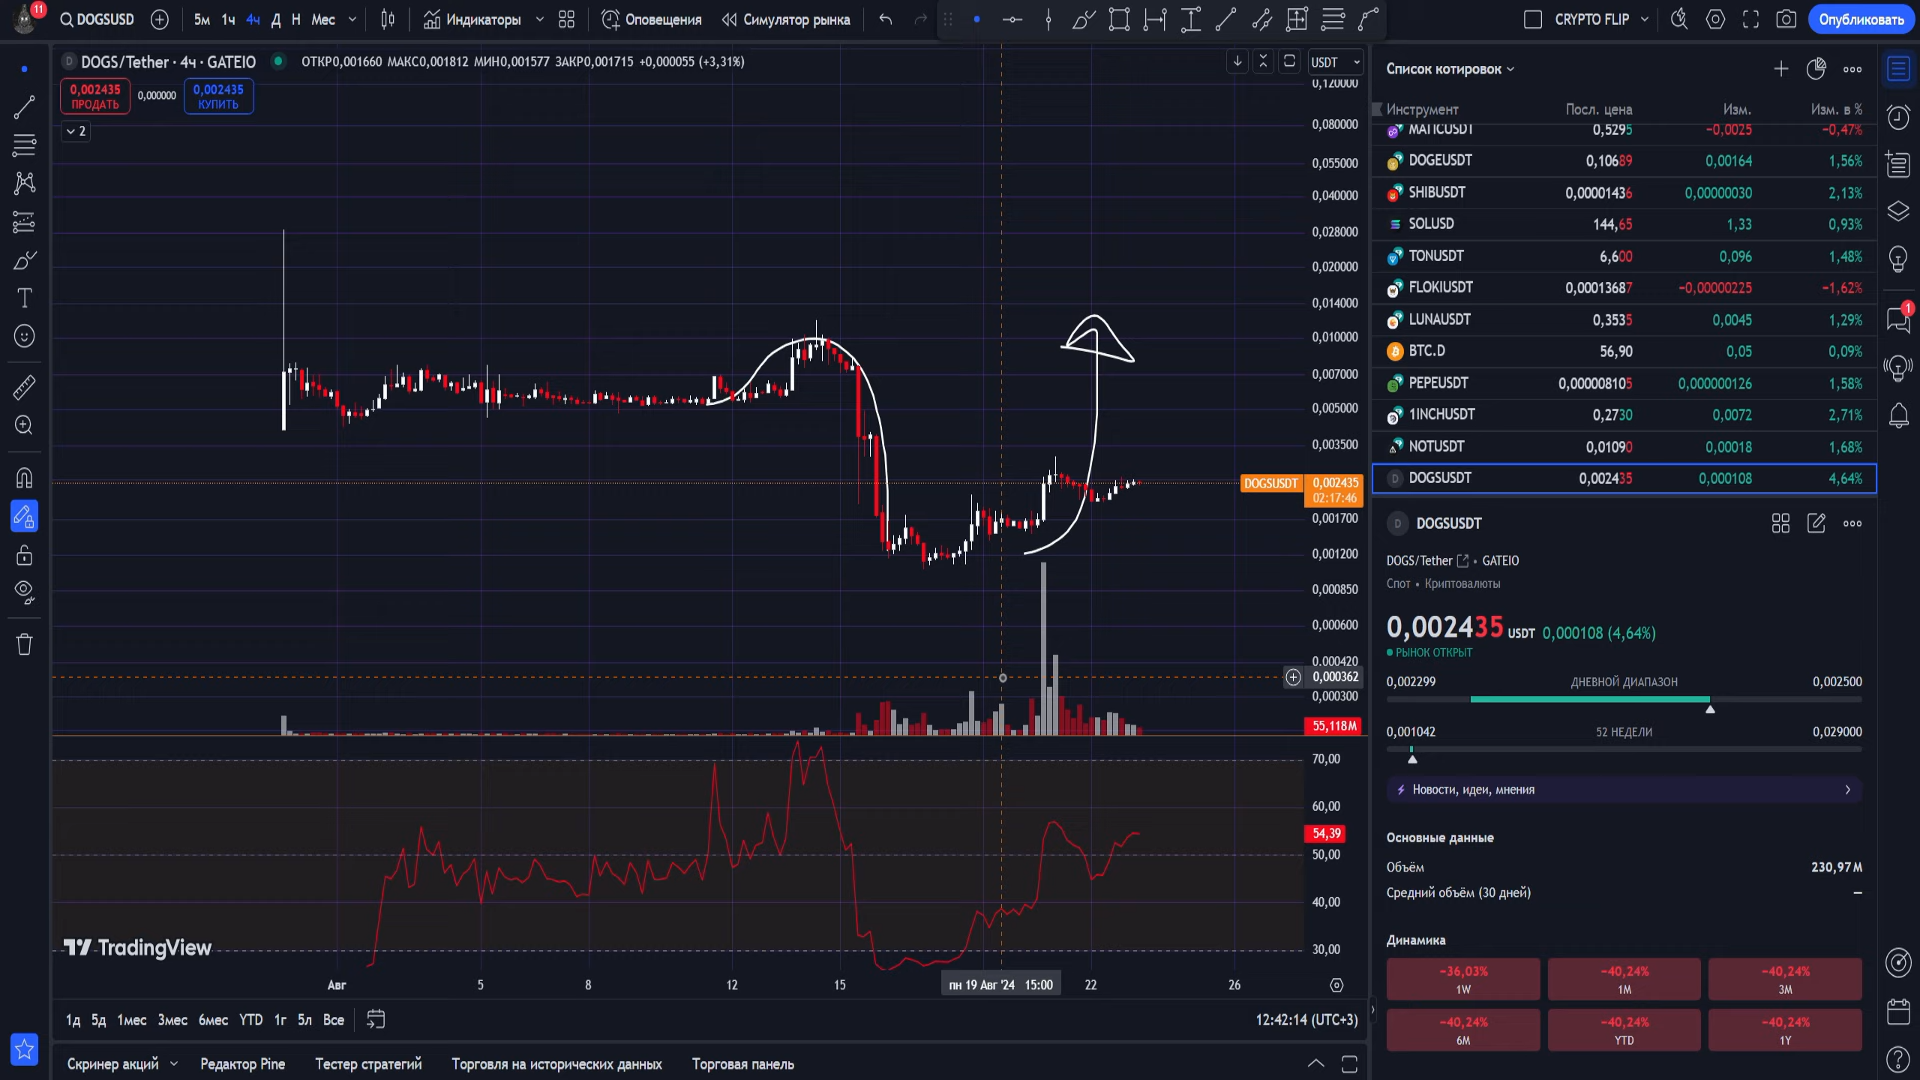 11
DOGSUSD
5м 1ч 4ч Д Н Мес
Индикаторы
Оповещения
Симулятор рынка
CRYPTO FLIP
Опубликовать
D DOGS/Tether · 4ч · GATEIO
ОТКР0,001660 МАКС0,001812 МИН0,001577 ЗАКР0,001715 +0,000055 (+3,31%)
USDT
0,002435
ПРОДАТЬ
0,000000
0,002435
КУПИТЬ
2
0,120000
0,080000
0,055000
0,040000
0,028000
0,020000
0,014000
0,010000
0,007000
0,005000
0,003500
DOGSUSDT
0,002435
02:17:46
0,001700
0,001200
0,000850
0,000600
0,000420
0,000362
0,000300
55,118M
70,00
60,00
54,39
50,00
40,00
30,00
TradingView
Авг 5 8 12 15 пн 19 Авг '24 15:00 22 26
1д 5д 1мес 3мес 6мес YTD 1г 5л Все
12:42:14 (UTC+3)
Скринер акций
Редактор Pine
Тестер стратегий
Торговля на исторических данных
Торговая панель
Список котировок
Инструмент Посл. цена Изм. Изм. в %
MATICUSDT 0,5295 −0,0025 −0,47%
DOGEUSDT 0,10689 0,00164 1,56%
SHIBUSDT 0,00001436 0,00000030 2,13%
SOLUSD 144,65 1,33 0,93%
TONUSDT 6,600 0,096 1,48%
FLOKIUSDT 0,00013687 −0,00000225 −1,62%
LUNAUSDT 0,3535 0,0045 1,29%
BTC.D 56,90 0,05 0,09%
PEPEUSDT 0,000008105 0,000000126 1,58%
1INCHUSDT 0,2730 0,0072 2,71%
NOTUSDT 0,01090 0,00018 1,68%
D DOGSUSDT 0,002435 0,000108 4,64%
D DOGSUSDT
DOGS/Tether • GATEIO
Спот • Криптовалюты
0,002435 USDT 0,000108 (4,64%)
РЫНОК ОТКРЫТ
0,002299 ДНЕВНОЙ ДИАПАЗОН 0,002500
0,001042 52 НЕДЕЛИ 0,029000
Новости, идеи, мнения
Основные данные
Объём 230,97M
Средний объём (30 дней) —
Динамика
−36,03% −40,24% −40,24%
1W 1M 3M
−40,24% −40,24% −40,24%
6M YTD 1Y
1